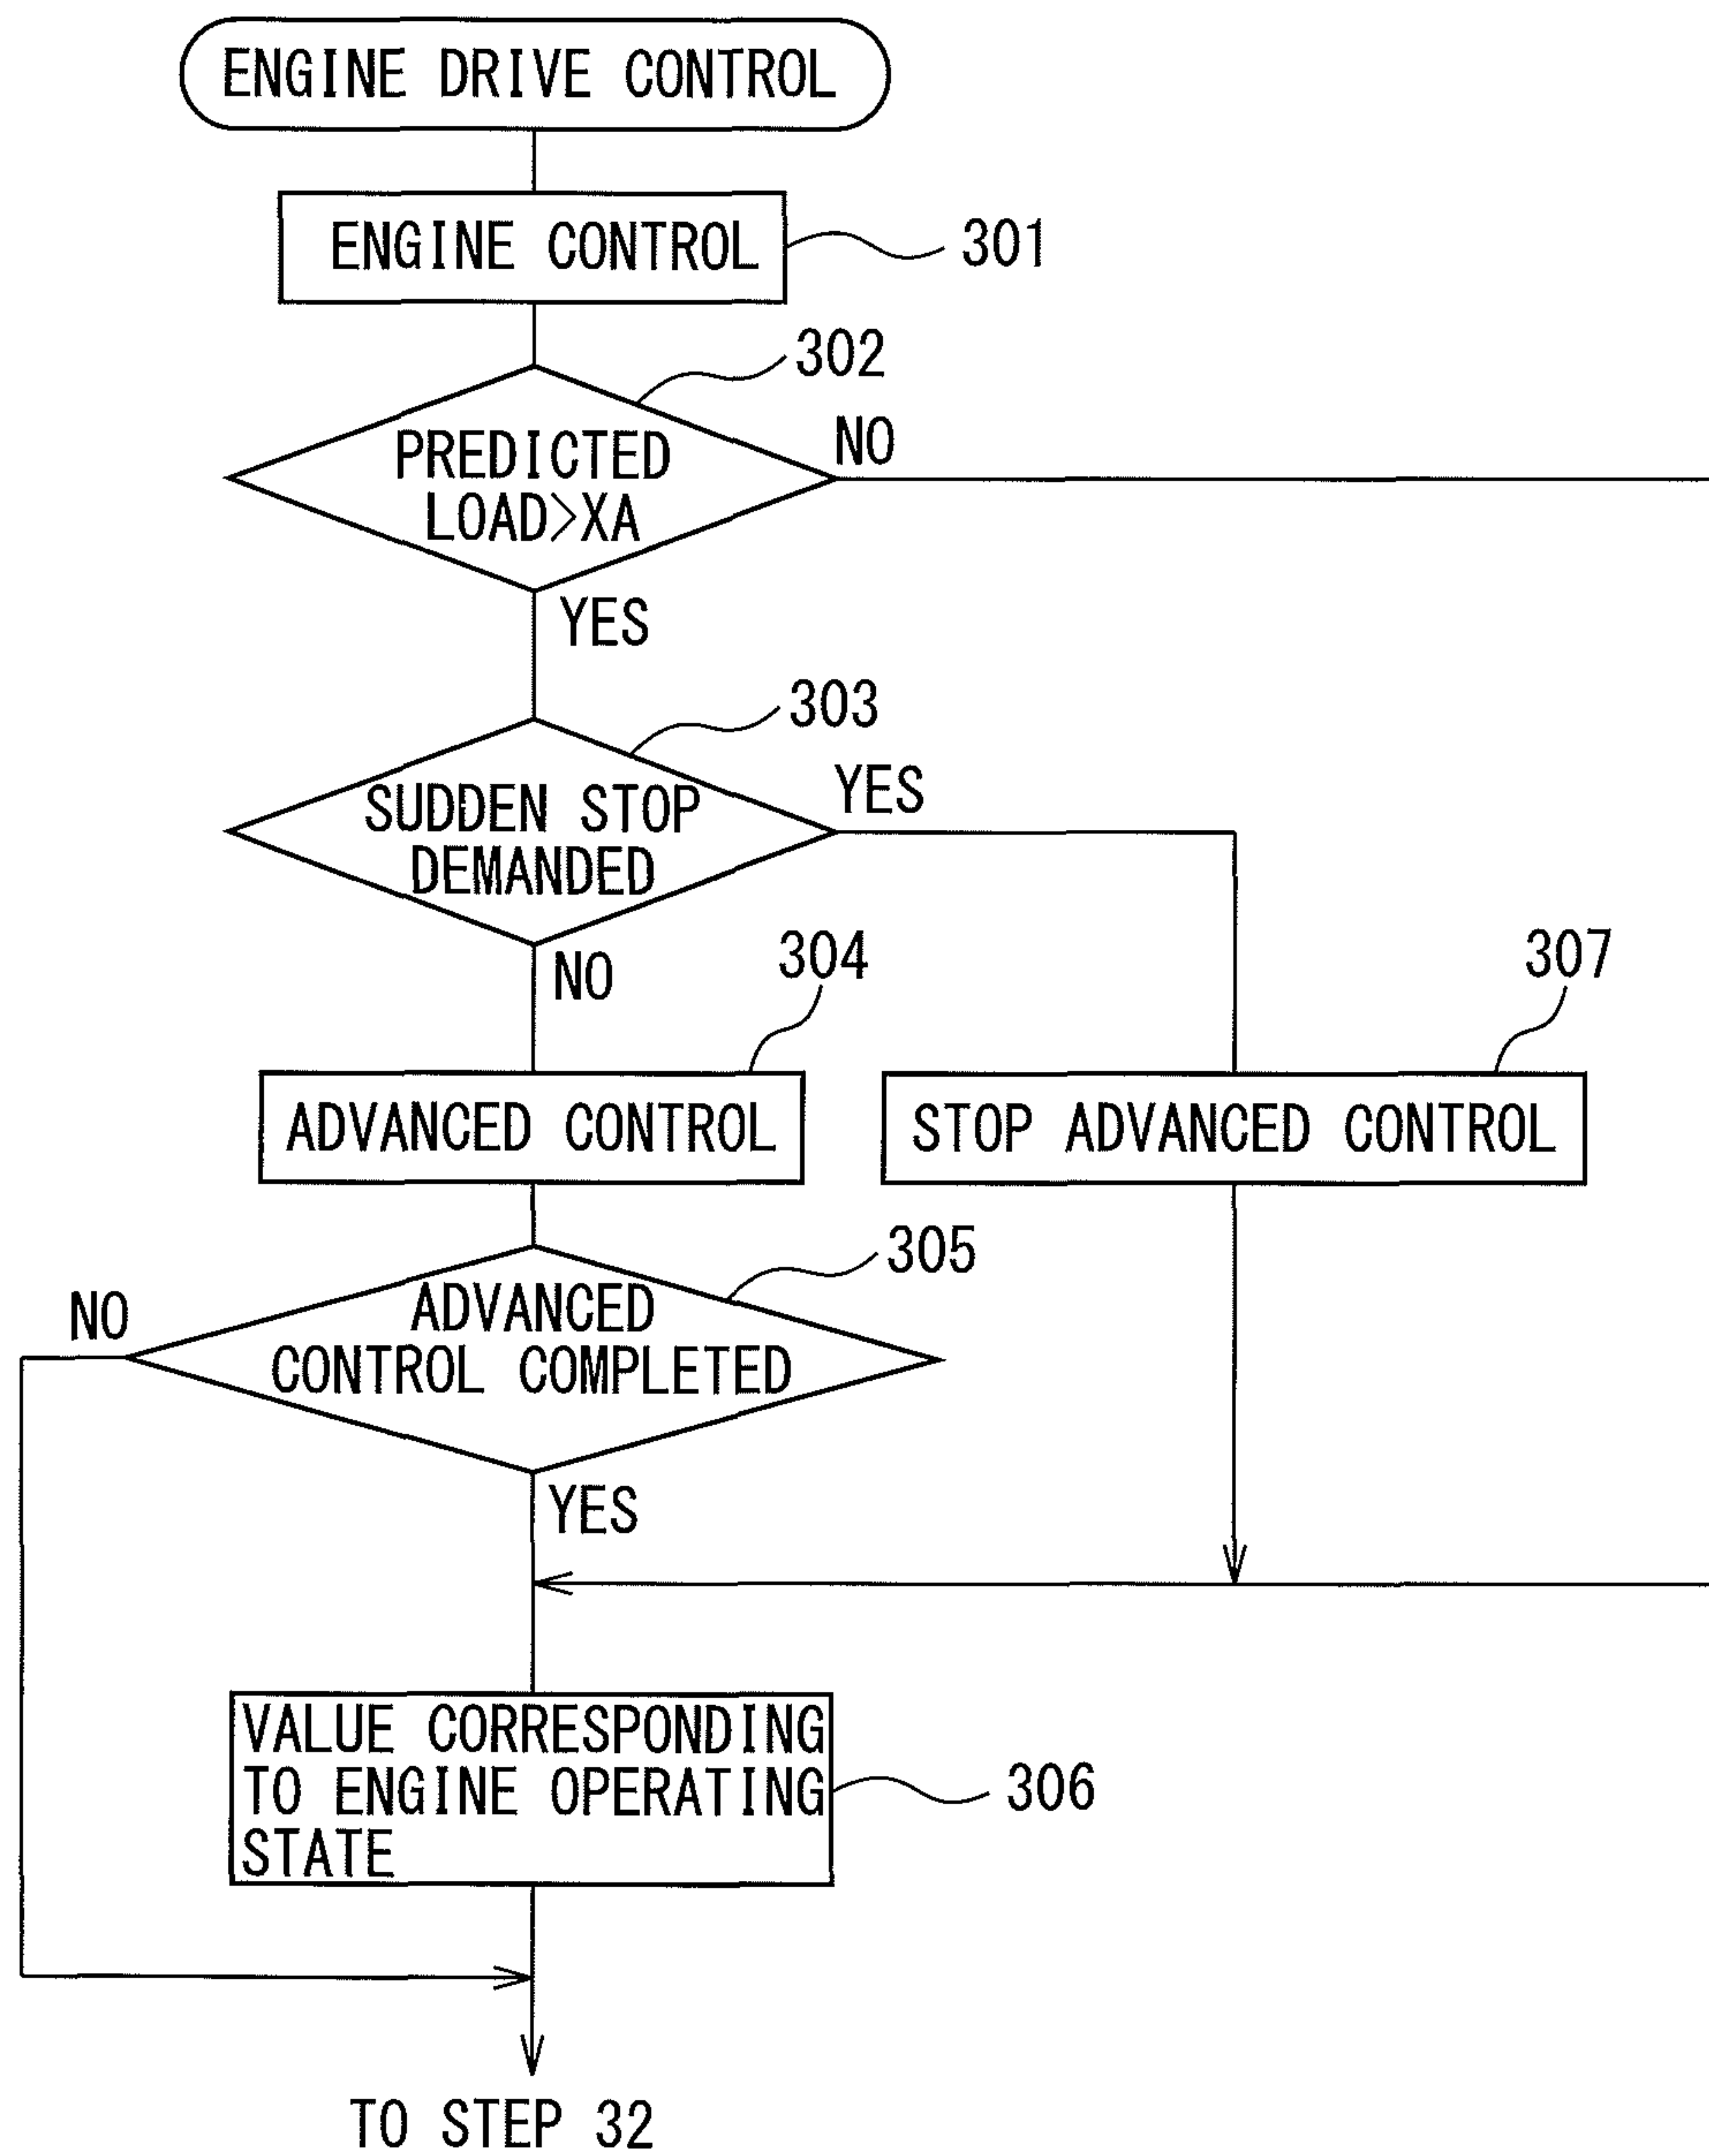 ENGINE DRIVE CONTROL
ENGINE CONTROL
301
302
PREDICTED
LOAD>XA
NO
YES
303
SUDDEN STOP
DEMANDED
YES
NO
304
307
ADVANCED CONTROL
STOP ADVANCED CONTROL
305
ADVANCED
CONTROL COMPLETED
NO
YES
VALUE CORRESPONDING
TO ENGINE OPERATING
STATE
306
TO STEP 32